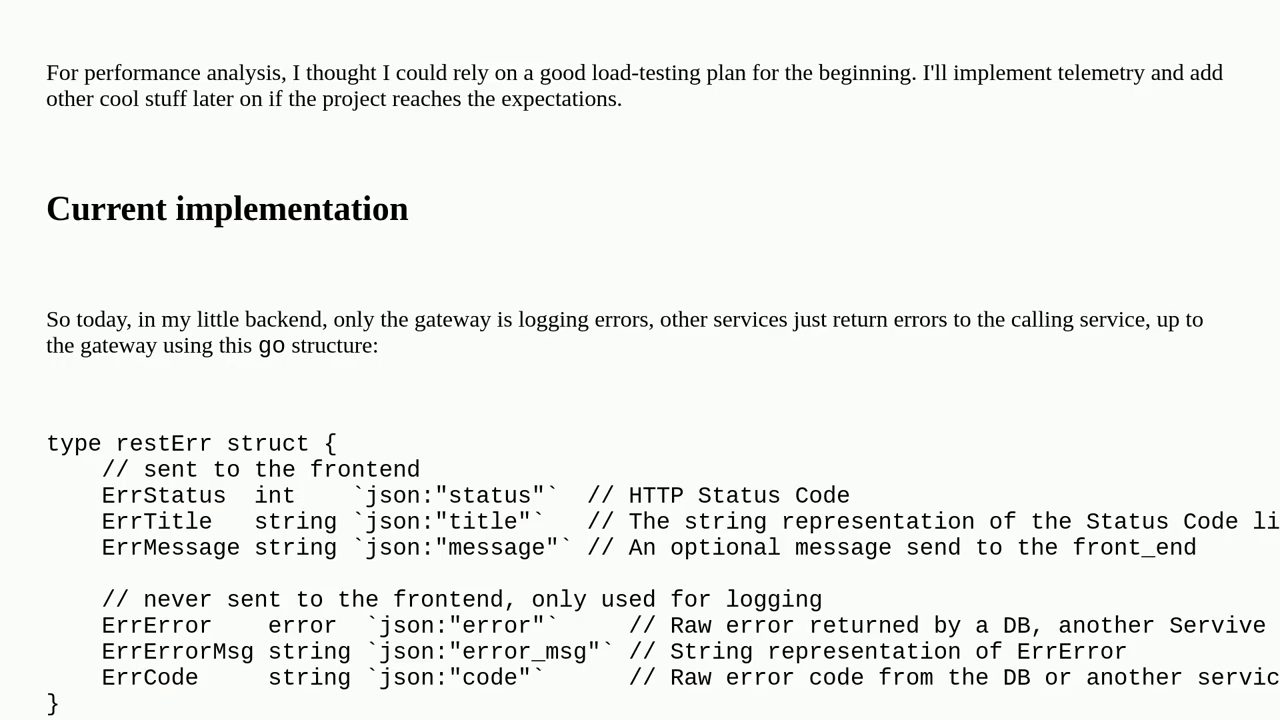 For performance analysis, I thought I could rely on a good load-testing plan for the beginning. I'll implement telemetry and add
other cool stuff later on if the project reaches the expectations.
Current implementation
So today, in my little backend, only the gateway is logging errors, other services just return errors to the calling service, up to
the gateway using this go structure:
type restErr struct {
    // sent to the frontend
    ErrStatus  int    `json:"status"`  // HTTP Status Code
    ErrTitle   string `json:"title"`   // The string representation of the Status Code li
    ErrMessage string `json:"message"` // An optional message send to the front_end
    // never sent to the frontend, only used for logging
    ErrError    error  `json:"error"`     // Raw error returned by a DB, another Servive
    ErrErrorMsg string `json:"error_msg"` // String representation of ErrError
    ErrCode     string `json:"code"`      // Raw error code from the DB or another servic
}